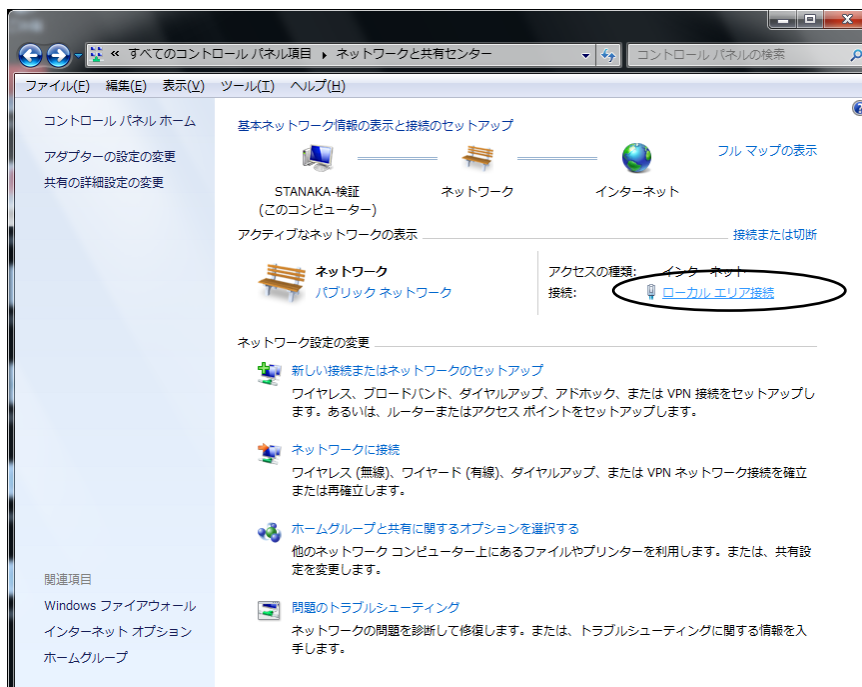 « すべてのコントロール パネル項目 ▸ ネットワークと共有センター
コントロール パネルの検索
ファイル(F) 編集(E) 表示(V) ツール(T) ヘルプ(H)
コントロール パネル ホーム
アダプターの設定の変更
共有の詳細設定の変更
基本ネットワーク情報の表示と接続のセットアップ
フル マップの表示
STANAKA-検証
(このコンピューター)
ネットワーク
インターネット
アクティブなネットワークの表示
接続または切断
ネットワーク
パブリック ネットワーク
アクセスの種類: インターネット
接続: ローカル エリア接続
ネットワーク設定の変更
新しい接続またはネットワークのセットアップ
ワイヤレス、ブロードバンド、ダイヤルアップ、アドホック、または VPN 接続をセットアップし
ます。あるいは、ルーターまたはアクセス ポイントをセットアップします。
ネットワークに接続
ワイヤレス (無線)、ワイヤード (有線)、ダイヤルアップ、または VPN ネットワーク接続を確立
または再確立します。
ホームグループと共有に関するオプションを選択する
他のネットワーク コンピューター上にあるファイルやプリンターを利用します。または、共有設
定を変更します。
問題のトラブルシューティング
ネットワークの問題を診断して修復します。または、トラブルシューティングに関する情報を入
手します。
関連項目
Windows ファイアウォール
インターネット オプション
ホームグループ